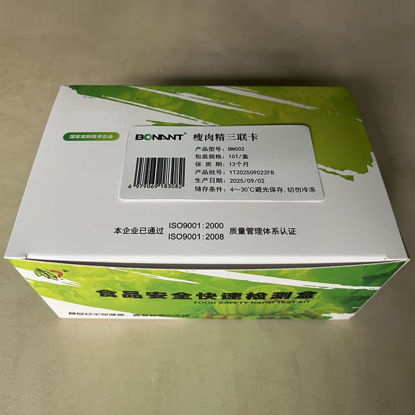 国家高新技术企业
BONANT® 瘦肉精三联卡
产品型号: BN002
包装规格: 10T/盒
保 质 期: 12个月
产品批号: YT202509022FB
生产日期: 2025/09/02
储存条件: 4~30℃避光保存, 切勿冷冻
6 979069 183082
本企业已通过 ISO9001:2000 ISO9001:2008 质量管理体系认证
食品安全快速检测盒
FOOD SAFETY RAPID TEST KIT